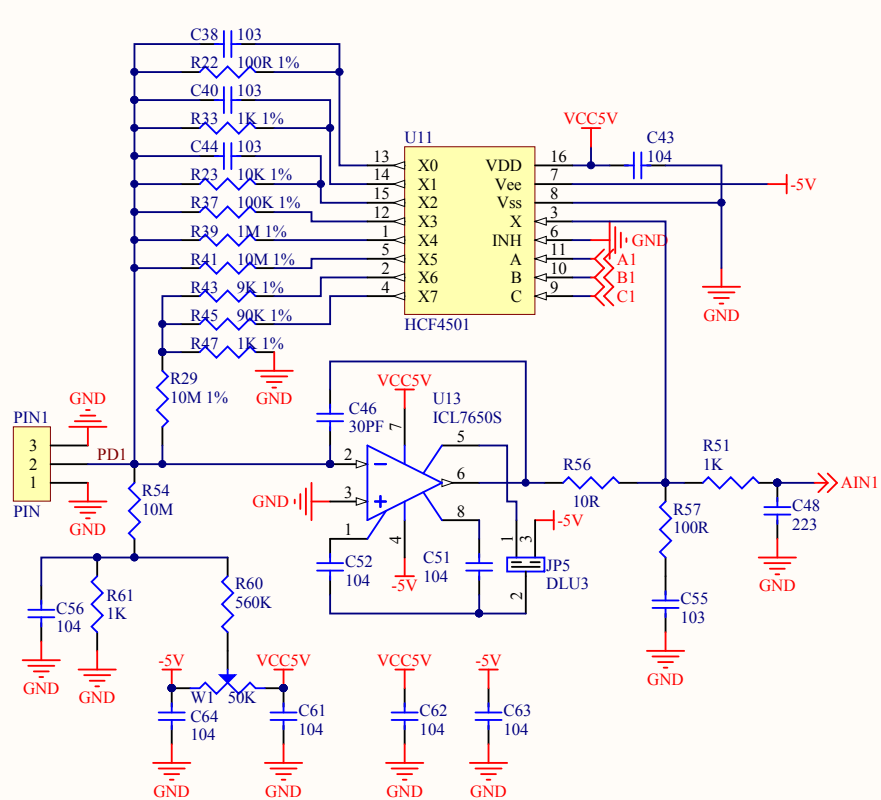 C38 103
R22 100R 1%
C40 103
R33 1K 1%
C44 103
R23 10K 1%
R37 100K 1%
R39 1M 1%
R41 10M 1%
R43 9K 1%
R45 90K 1%
R47 1K 1%
GND
R29
10M 1%
U11
13 X0 VDD 16
14 X1 Vee 7
15 X2 Vss 8
12 X3 X 3
1 X4 INH 6
5 X5 A 11
2 X6 B 10
4 X7 C 9
HCF4501
VCC5V
C43
104
-5V
GND
A1
B1
C1
GND
PIN1
GND
3
2
1
PD1
PIN
GND
R54
10M
C46
30PF
VCC5V
U13
ICL7650S
7
2
5
6
3
GND
1
8
4
-5V
C52
104
C51
104
1
3
-5V
JP5
DLU3
2
R56
10R
R51
1K
AIN1
R57
100R
C48
223
GND
C55
103
GND
C56
104
GND
R61
1K
GND
R60
560K
-5V
VCC5V
W1 50K
C64
104
GND
C61
104
GND
VCC5V
C62
104
GND
-5V
C63
104
GND